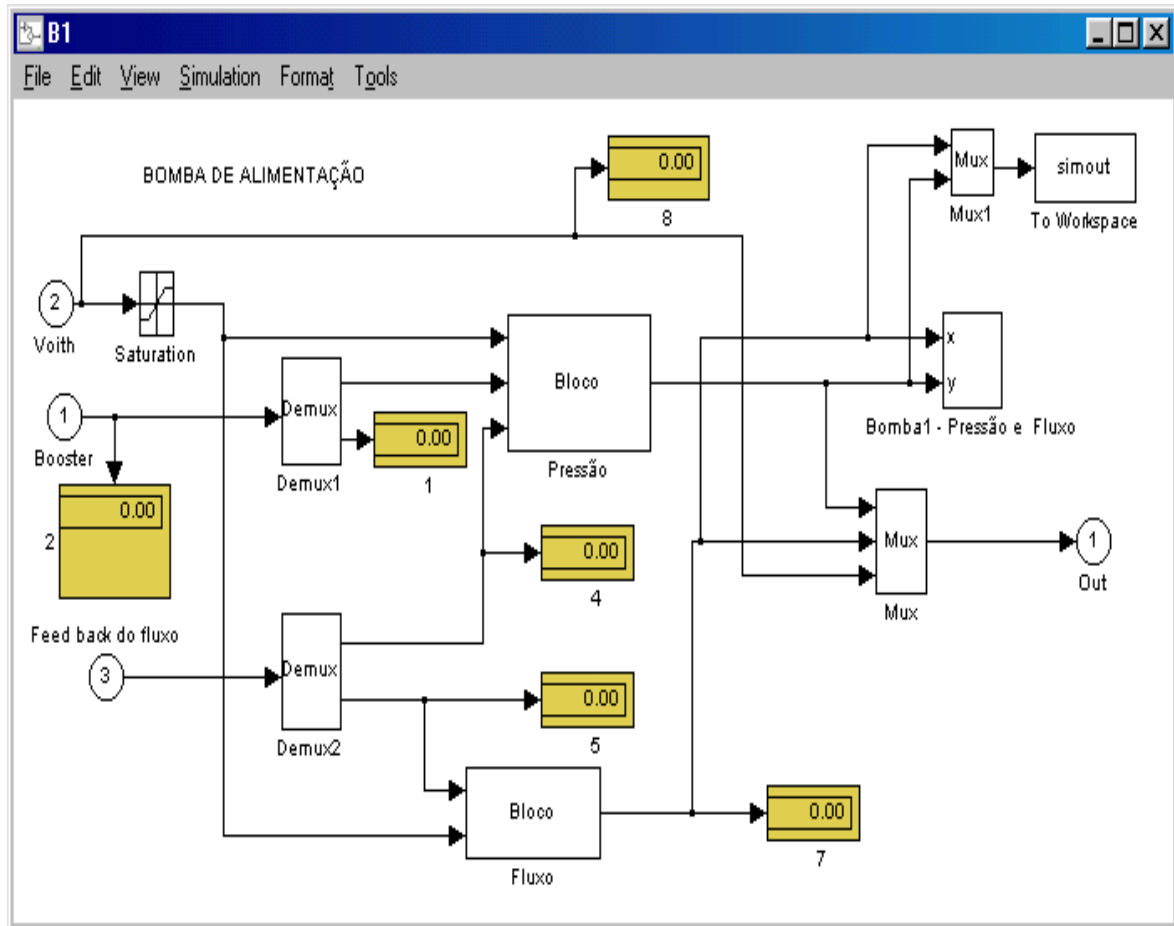 B1
File Edit View Simulation Format Tools
BOMBA DE ALIMENTAÇÃO
0.00
8
Mux
Mux1
simout
To Workspace
2
Voith
Saturation
Bloco
Pressão
x
y
Bomba1 - Pressão e Fluxo
1
Booster
Demux
Demux1
0.00
1
0.00
2
0.00
4
Mux
Mux
1
Out
Feed back do fluxo
3
Demux
Demux2
0.00
5
Bloco
Fluxo
0.00
7